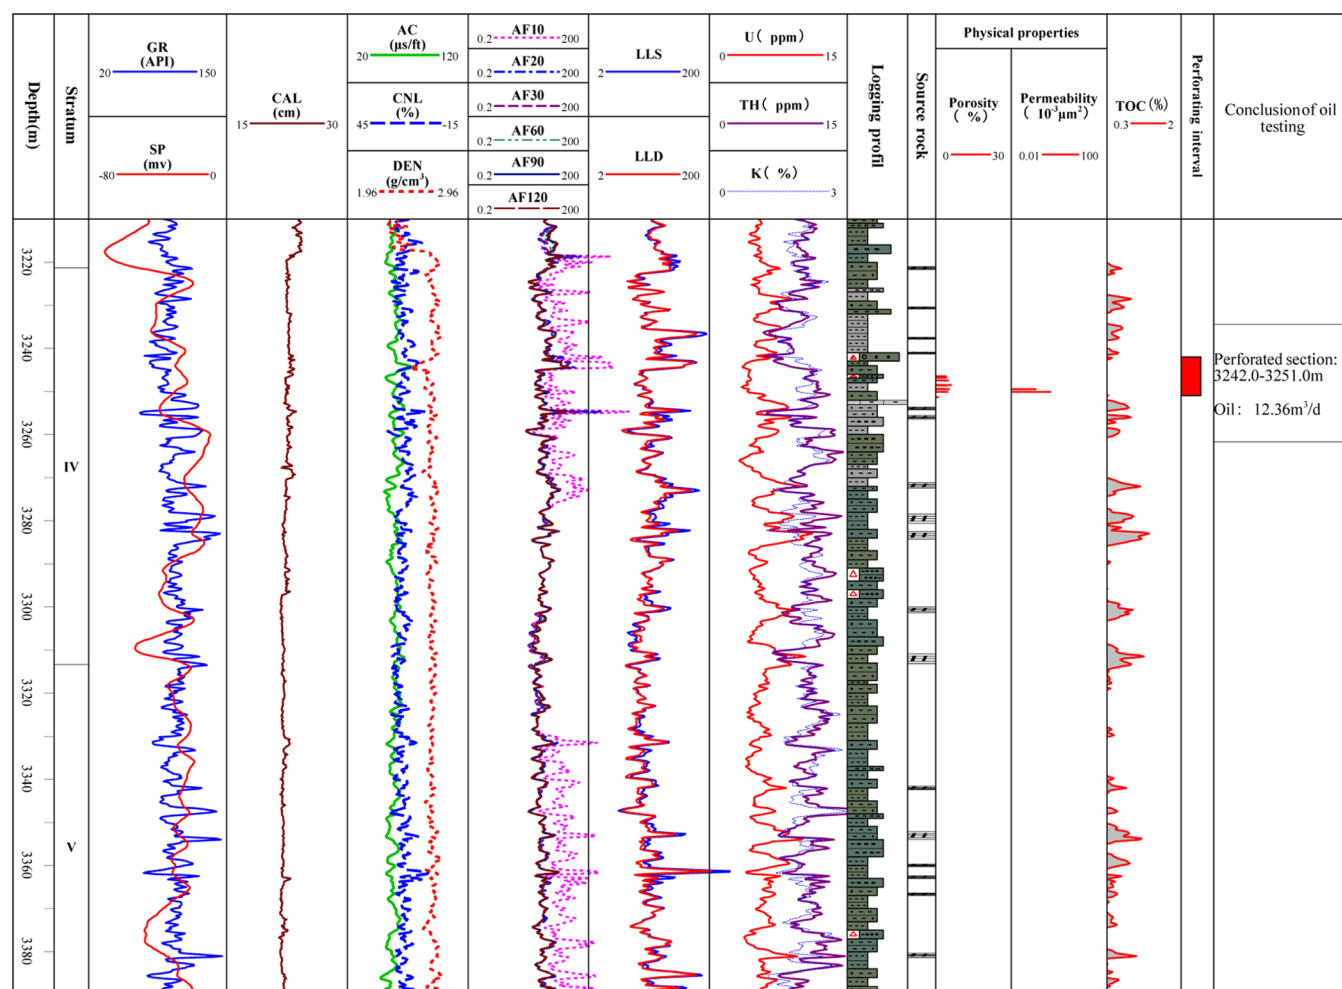 Depth(m)
Stratum
GR
(API)
20 150
SP
(mv)
-80 0
CAL
(cm)
15 30
AC
(μs/ft)
20 120
CNL
(%)
45 -15
DEN
(g/cm³)
1.96 2.96
AF10
0.2 200
AF20
0.2 200
AF30
0.2 200
AF60
0.2 200
AF90
0.2 200
AF120
0.2 200
LLS
2 200
LLD
2 200
U( ppm)
0 15
TH( ppm)
0 15
K( %)
0 3
Logging profil
Source rock
Physical properties
Porosity
( %)
0 30
Permeability
( 10⁻³μm²)
0.01 100
TOC(%)
0.3 2
Perforating interval
Conclusion of oil
testing
3220
3240
3260
3280
3300
3320
3340
3360
3380
IV
V
Perforated section:
3242.0-3251.0m
Oil: 12.36m³/d